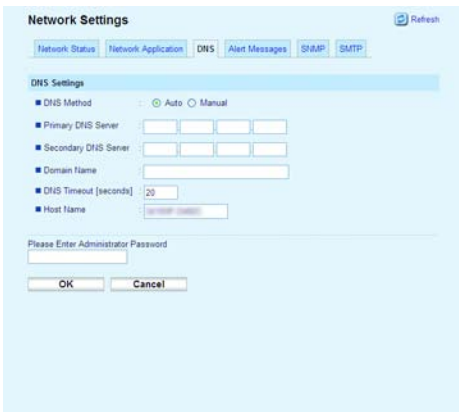 Network Settings
Refresh
Network Status Network Application DNS Alert Messages SNMP SMTP
DNS Settings
DNS Method : Auto Manual
Primary DNS Server :
Secondary DNS Server :
Domain Name :
DNS Timeout [seconds] : 20
Host Name :
Please Enter Administrator Password
OK Cancel